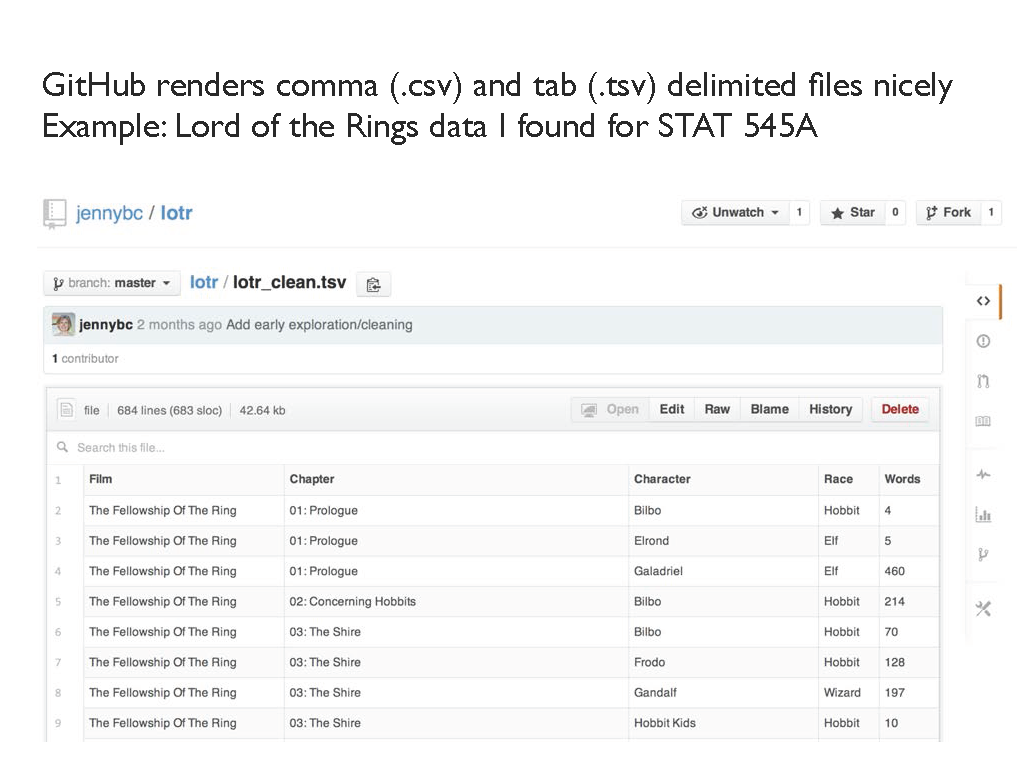 GitHub renders comma (.csv) and tab (.tsv) delimited files nicely
Example: Lord of the Rings data I found for STAT 545A
jennybc / lotr Unwatch 1 Star 0 Fork 1
branch: master lotr / lotr_clean.tsv
jennybc 2 months ago Add early exploration/cleaning
1 contributor
file 684 lines (683 sloc) 42.64 kb Open Edit Raw Blame History Delete
Search this file...
1 Film Chapter Character Race Words
2 The Fellowship Of The Ring 01: Prologue Bilbo Hobbit 4
3 The Fellowship Of The Ring 01: Prologue Elrond Elf 5
4 The Fellowship Of The Ring 01: Prologue Galadriel Elf 460
5 The Fellowship Of The Ring 02: Concerning Hobbits Bilbo Hobbit 214
6 The Fellowship Of The Ring 03: The Shire Bilbo Hobbit 70
7 The Fellowship Of The Ring 03: The Shire Frodo Hobbit 128
8 The Fellowship Of The Ring 03: The Shire Gandalf Wizard 197
9 The Fellowship Of The Ring 03: The Shire Hobbit Kids Hobbit 10